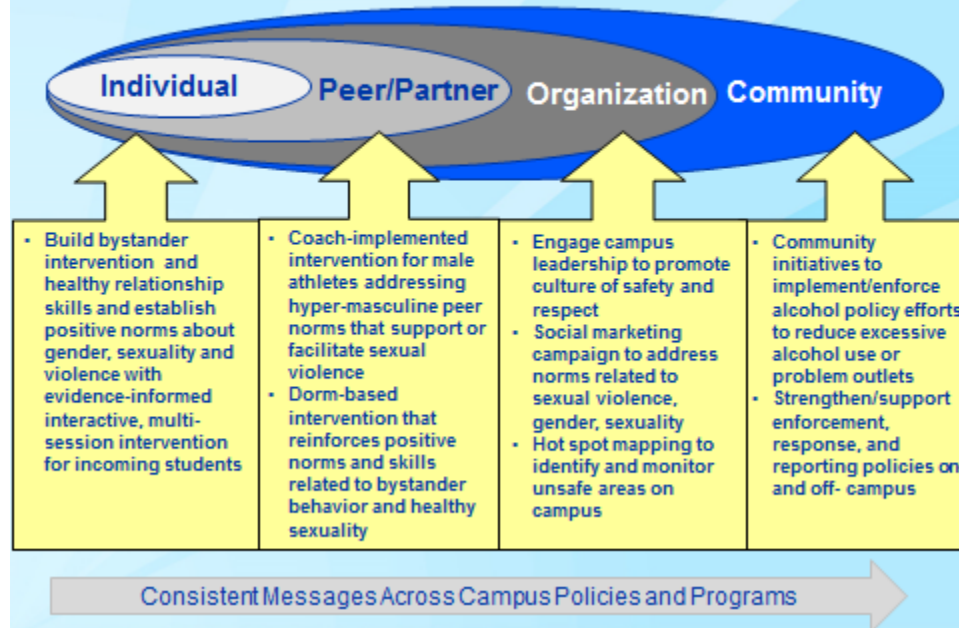 Individual
Peer/Partner
Organization
Community
▪ Build bystander
intervention and
healthy relationship
skills and establish
positive norms about
gender, sexuality and
violence with
evidence-informed
interactive, multi-
session intervention
for incoming students
▪ Coach-implemented
intervention for male
athletes addressing
hyper-masculine peer
norms that support or
facilitate sexual
violence
▪ Dorm-based
intervention that
reinforces positive
norms and skills
related to bystander
behavior and healthy
sexuality
▪ Engage campus
leadership to promote
culture of safety and
respect
▪ Social marketing
campaign to address
norms related to
sexual violence,
gender, sexuality
▪ Hot spot mapping to
identify and monitor
unsafe areas on
campus
▪ Community
initiatives to
implement/enforce
alcohol policy efforts
to reduce excessive
alcohol use or
problem outlets
▪ Strengthen/support
enforcement,
response, and
reporting policies on
and off- campus
Consistent Messages Across Campus Policies and Programs